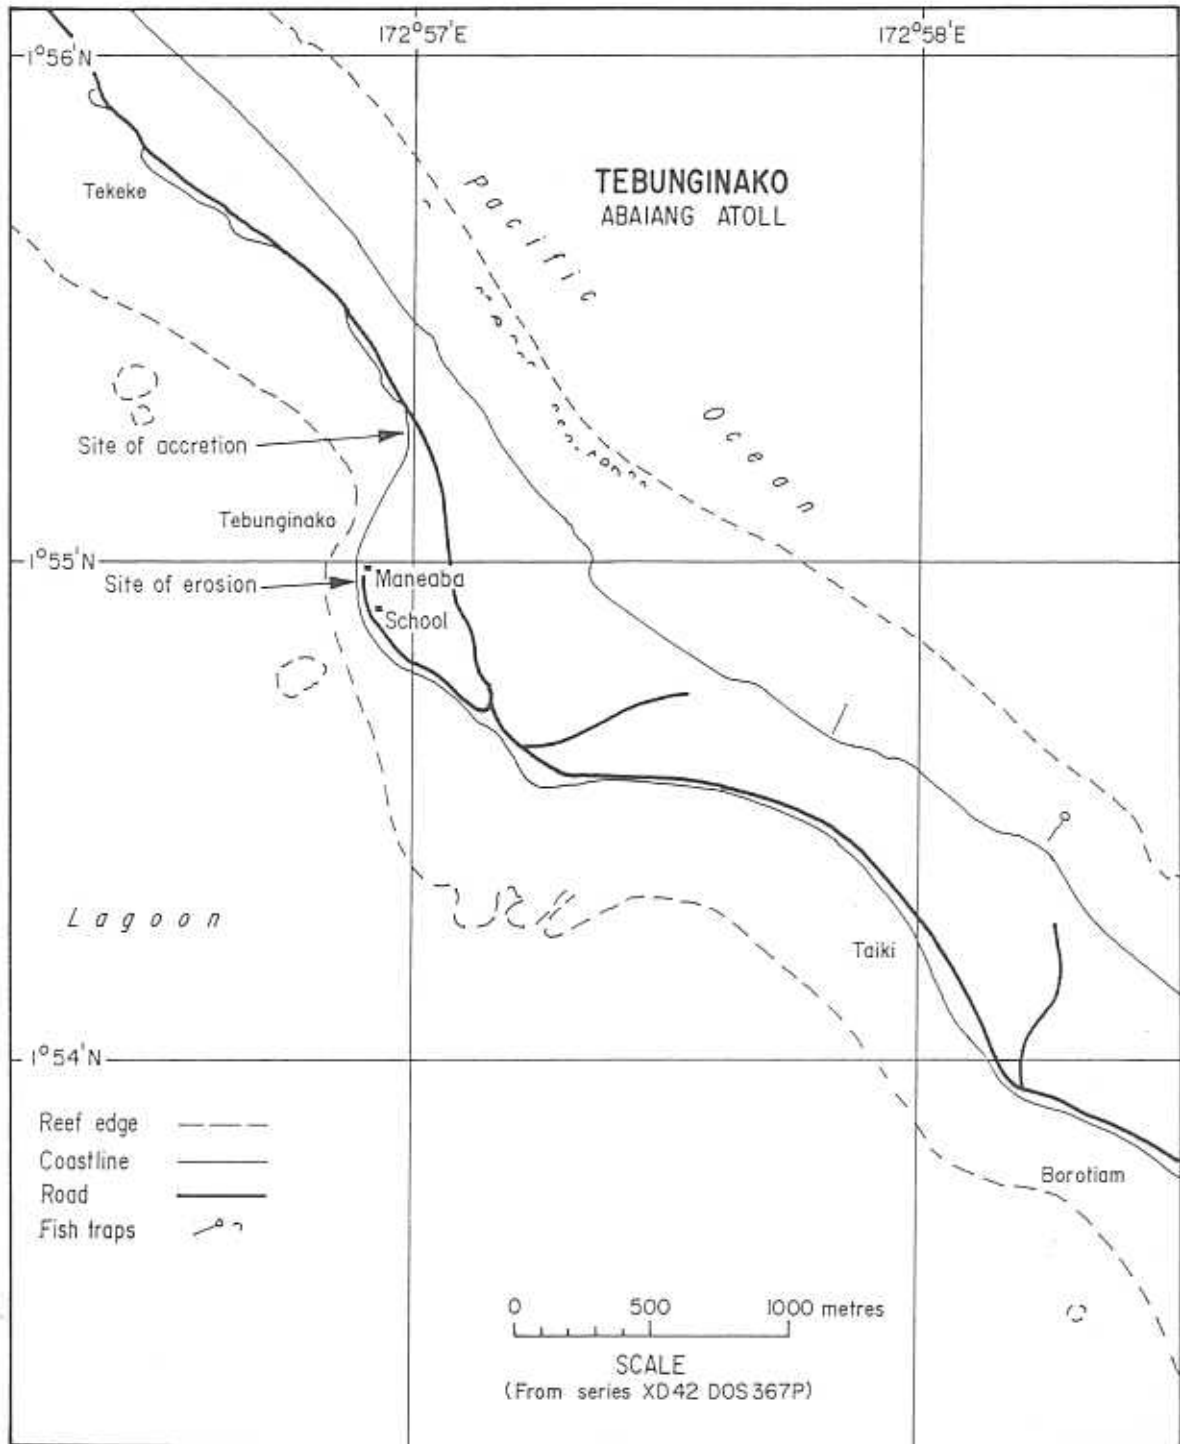 172°57'E
172°58'E
1°56'N
TEBUNGINAKO
ABAIANG ATOLL
Pacific
Ocean
Tekeke
Site of accretion
Tebunginako
1°55'N
Site of erosion
Maneaba
School
Lagoon
Taiki
1°54'N
Reef edge
Coastline
Road
Fish traps
Borotiam
0 500 1000 metres
SCALE
(From series XD42 DOS367P)